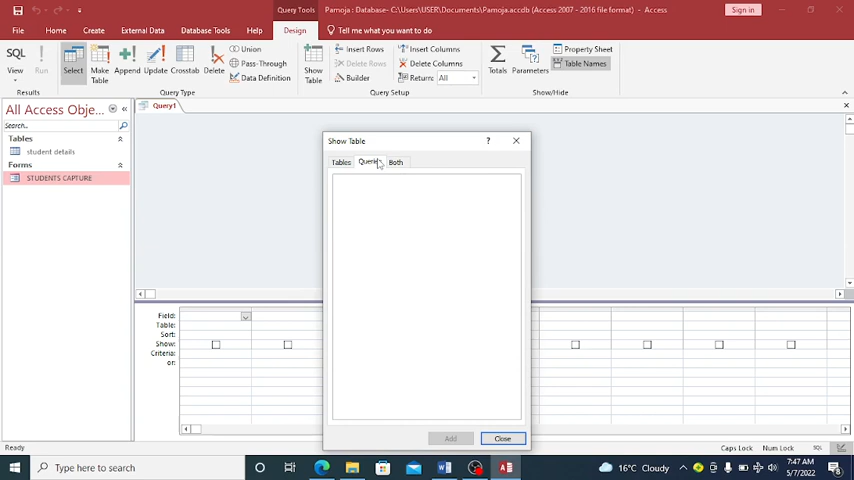 Query Tools
Pamoja : Database- C:\Users\USER\Documents\Pamoja.accdb (Access 2007 - 2016 file format) - Access
Sign in
File Home Create External Data Database Tools Help Design Tell me what you want to do
SQL
View
Run
Select
Make
Table
Append
Update
Crosstab
Delete
Union
Pass-Through
Data Definition
Show
Table
Insert Rows
Delete Rows
Builder
Insert Columns
Delete Columns
Return: All
Totals
Parameters
Property Sheet
Table Names
Results
Query Type
Query Setup
Show/Hide
All Access Obje...
Search...
Tables
student details
Forms
STUDENTS CAPTURE
Query1
Show Table
?
Tables Queries Both
Add Close
Field:
Table:
Sort:
Show:
Criteria:
or:
Ready
Caps Lock Num Lock SQL
Type here to search
16°C Cloudy
7:47 AM
5/7/2022
8